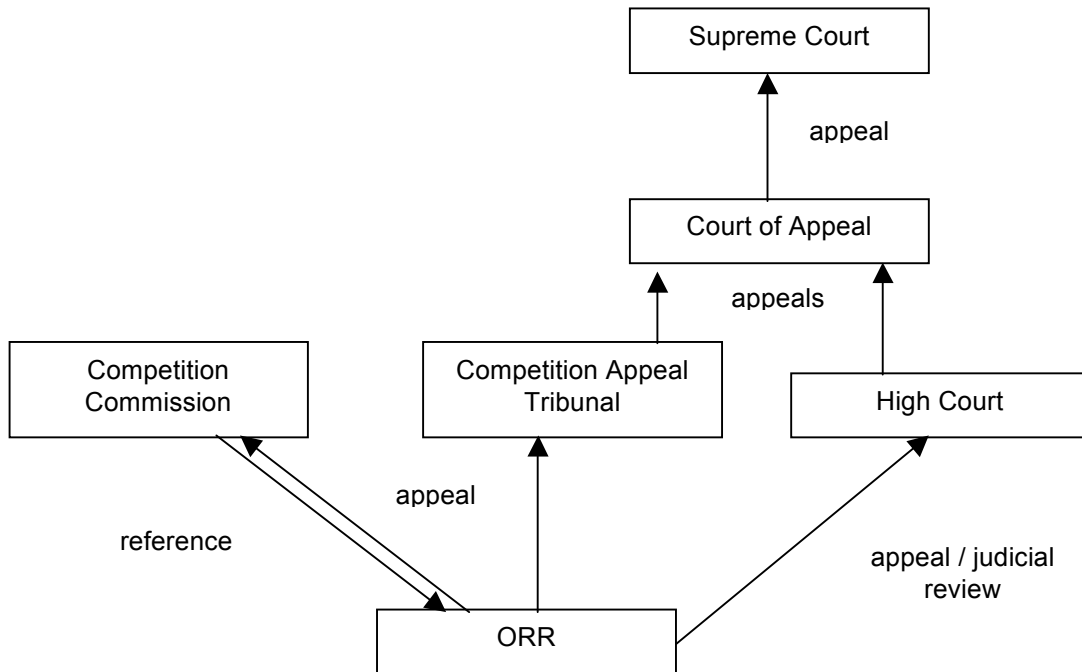 Supreme Court
appeal
Court of Appeal
appeals
Competition
Commission
Competition Appeal
Tribunal
High Court
appeal
reference
appeal / judicial
review
ORR